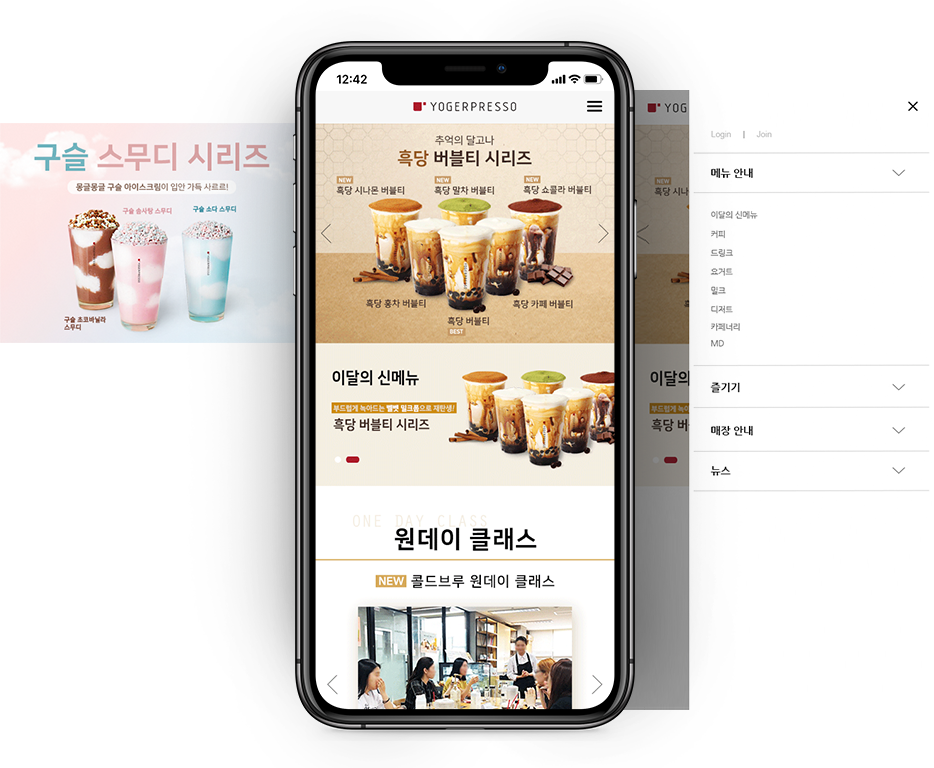 구슬 스무디 시리즈
몽글몽글 구슬 아이스크림이 입안 가득 사르르!
구슬 솜사탕 스무디
구슬 소다 스무디
구슬 초코바닐라
스무디
12:42
YOGERPRESSO
추억의 달고나
흑당 버블티 시리즈
NEW
NEW
NEW
흑당 시나몬 버블티
흑당 말차 버블티
흑당 쇼콜라 버블티
흑당 홍차 버블티
흑당 카페 버블티
흑당 버블티
BEST
이달의 신메뉴
부드럽게 녹아드는 벨벳 밀크폼으로 재탄생!
흑당 버블티 시리즈
ONE DAY CLASS
원데이 클래스
NEW 콜드브루 원데이 클래스
YOG
NEW
흑당 시나
이달의
부드럽게 녹아
흑당 버
Login | Join
메뉴 안내
이달의 신메뉴
커피
드링크
요거트
밀크
디저트
카페너리
MD
즐기기
매장 안내
뉴스